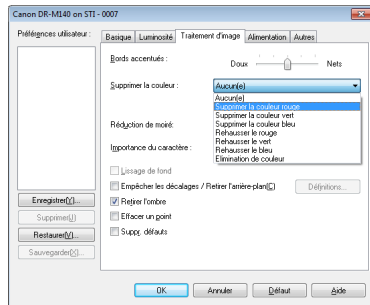 Canon DR-M140 on STI - 0007
Préférences utilisateur :
Basique Luminosité Traitement d'image Alimentation Autres
Bords accentués :
Doux Nets
Supprimer la couleur :
Aucun(e)
Aucun(e)
Supprimer la couleur rouge
Supprimer la couleur vert
Supprimer la couleur bleu
Rehausser le rouge
Rehausser le vert
Rehausser le bleu
Elimination de couleur
Réduction de moiré:
Importance du caractère :
Lissage de fond
Empêcher les décalages / Retirer l'arrière-plan(C) Définitions...
Retirer l'ombre
Effacer un point
Suppr. défauts
Enregistrer(Y)...
Supprimer(J)
Restaurer(V)...
Sauvegarder(X)...
OK Annuler Défaut Aide